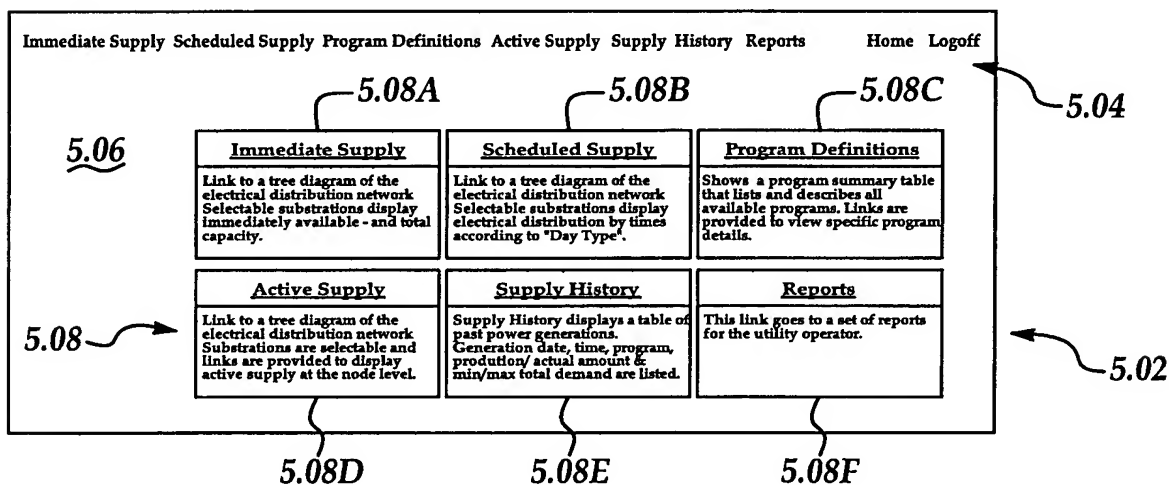 Immediate Supply Scheduled Supply Program Definitions Active Supply Supply History Reports Home Logoff
5.08A 5.08B 5.08C
5.04
5.06
Immediate Supply
Link to a tree diagram of the
electrical distribution network
Selectable substrations display
immediately available - and total
capacity.
Scheduled Supply
Link to a tree diagram of the
electrical distribution network
Selectable substrations display
electrical distribution by times
according to "Day Type".
Program Definitions
Shows a program summary table
that lists and describes all
available programs. Links are
provided to view specific program
details.
Active Supply
Link to a tree diagram of the
electrical distribution network
Substrations are selectable and
links are provided to display
active supply at the node level.
Supply History
Supply History displays a table of
past power generations.
Generation date, time, program,
prodution/ actual amount &
min/max total demand are listed.
Reports
This link goes to a set of reports
for the utility operator.
5.08
5.02
5.08D 5.08E 5.08F